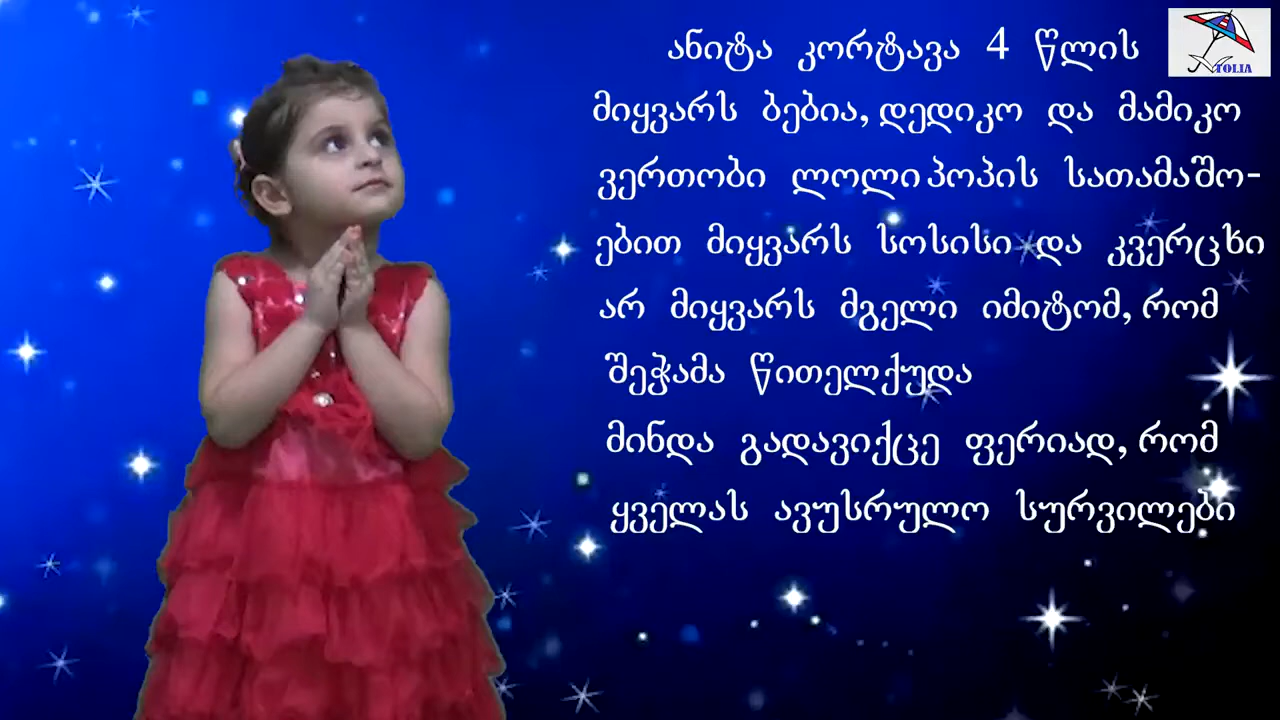 ანიტა კორტავა 4 წლის
TOLIA
მიყვარს ბებია, დედიკო და მამიკო
ვერთობი ლოლიპოპის სათამაშო-
ებით მიყვარს სოსისი და კვერცხი
არ მიყვარს მგელი იმიტომ, რომ
შეჭამა წითელქუდა
მინდა გადავიქცე ფერიად, რომ
ყველას ავუსრულო სურვილები